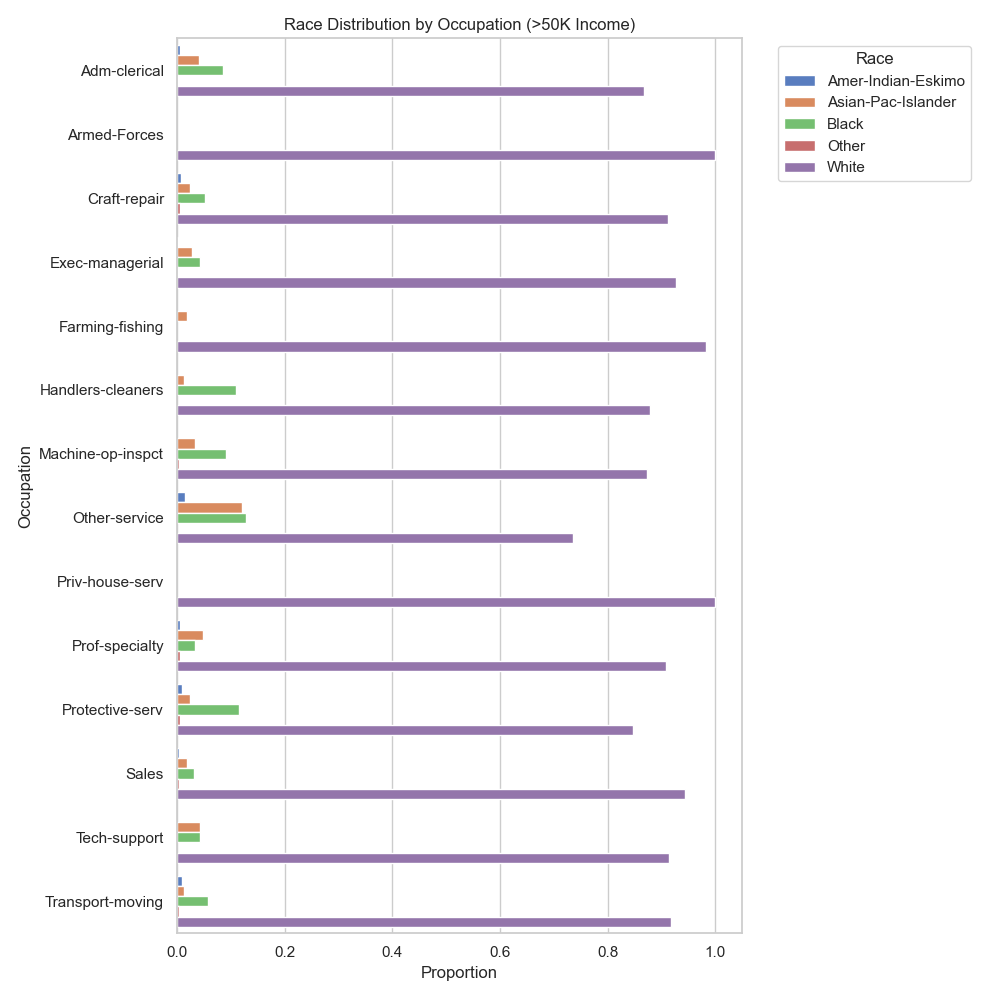 Race Distribution by Occupation (>50K Income)
Race
Amer-Indian-Eskimo
Asian-Pac-Islander
Black
Other
White
Occupation
Adm-clerical
Armed-Forces
Craft-repair
Exec-managerial
Farming-fishing
Handlers-cleaners
Machine-op-inspct
Other-service
Priv-house-serv
Prof-specialty
Protective-serv
Sales
Tech-support
Transport-moving
0.0 0.2 0.4 0.6 0.8 1.0
Proportion